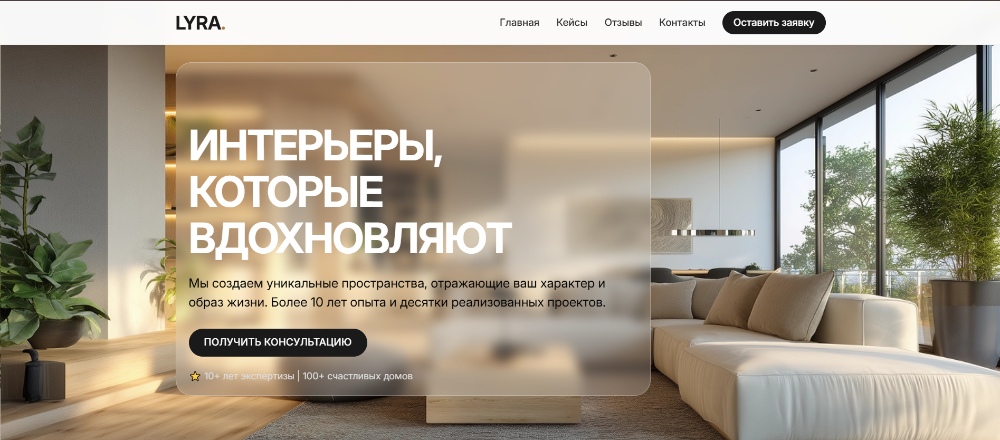 LYRA.
Главная
Кейсы
Отзывы
Контакты
Оставить заявку
ИНТЕРЬЕРЫ,
КОТОРЫЕ
ВДОХНОВЛЯЮТ
Мы создаем уникальные пространства, отражающие ваш характер и
образ жизни. Более 10 лет опыта и десятки реализованных проектов.
ПОЛУЧИТЬ КОНСУЛЬТАЦИЮ
⭐ 10+ лет экспертизы | 100+ счастливых домов